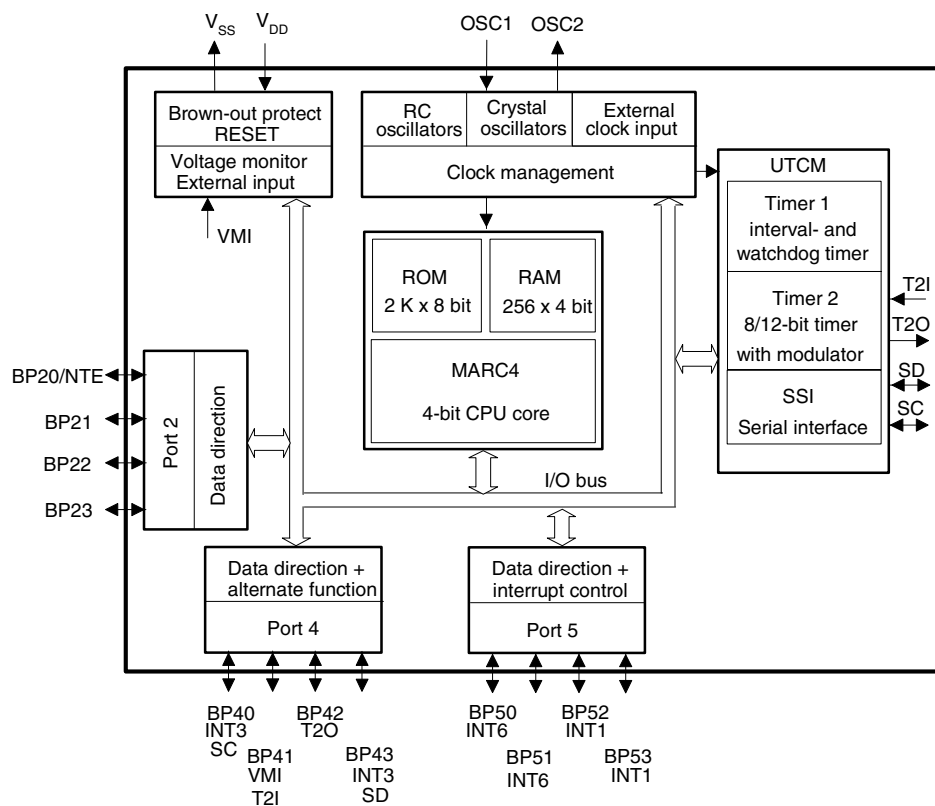 VSS
VDD
OSC1
OSC2
Brown-out protect
RESET
Voltage monitor
External input
VMI
RC
oscillators
Crystal
oscillators
External
clock input
Clock management
UTCM
Timer 1
interval- and
watchdog timer
Timer 2
8/12-bit timer
with modulator
SSI
Serial interface
T2I
T2O
SD
SC
ROM
2 K x 8 bit
RAM
256 x 4 bit
MARC4
4-bit CPU core
I/O bus
BP20/NTE
BP21
BP22
BP23
Port 2
Data direction
Data direction +
alternate function
Port 4
Data direction +
interrupt control
Port 5
BP40
INT3
SC
BP41
VMI
T2I
BP42
T2O
BP43
INT3
SD
BP50
INT6
BP51
INT6
BP52
INT1
BP53
INT1